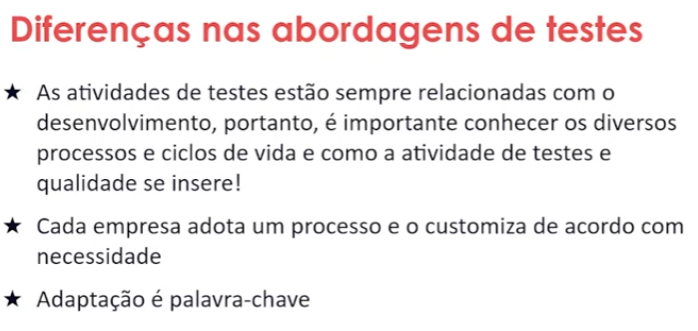 Diferenças nas abordagens de testes
★ As atividades de testes estão sempre relacionadas com o
desenvolvimento, portanto, é importante conhecer os diversos
processos e ciclos de vida e como a atividade de testes e
qualidade se insere!
★ Cada empresa adota um processo e o customiza de acordo com
necessidade
★ Adaptação é palavra-chave